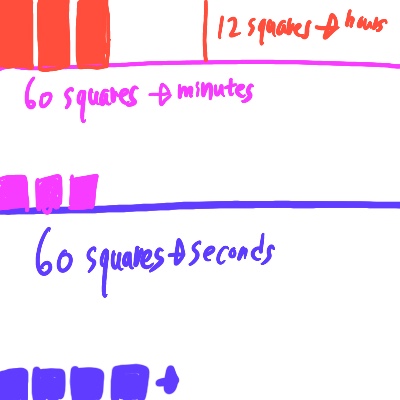 12 squares → hours
60 squares → minutes
60 squares → seconds